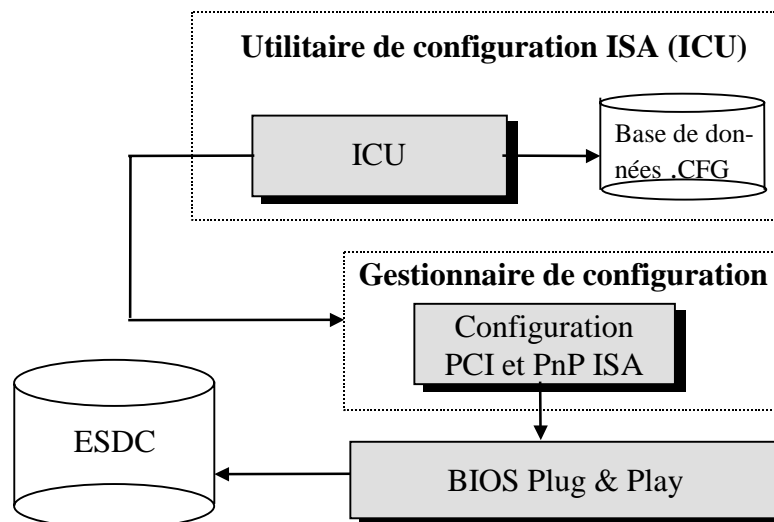 Utilitaire de configuration ISA (ICU)
ICU
Base de don-
nées .CFG
Gestionnaire de configuration
Configuration
PCI et PnP ISA
ESDC
BIOS Plug & Play